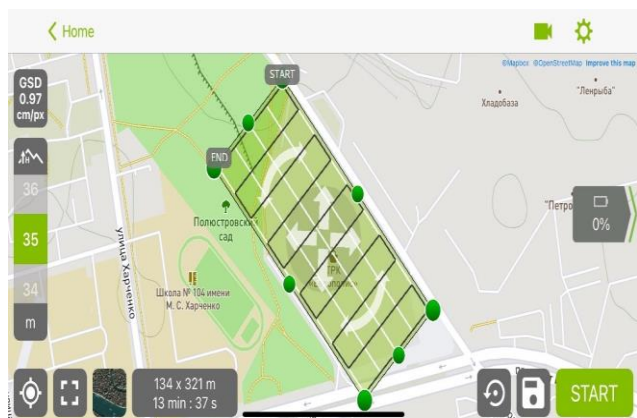 Home
©Mapbox ©OpenStreetMap Improve this map
GSD
0.97
cm/px
START
"Ленрыба"
Хладобаза
36
END
35
Полюстровский
сад
0%
ТРК
34
улица Харченко
Школа № 104 имени
М. С. Харченко
m
134 x 321 m
13 min : 37 s
START